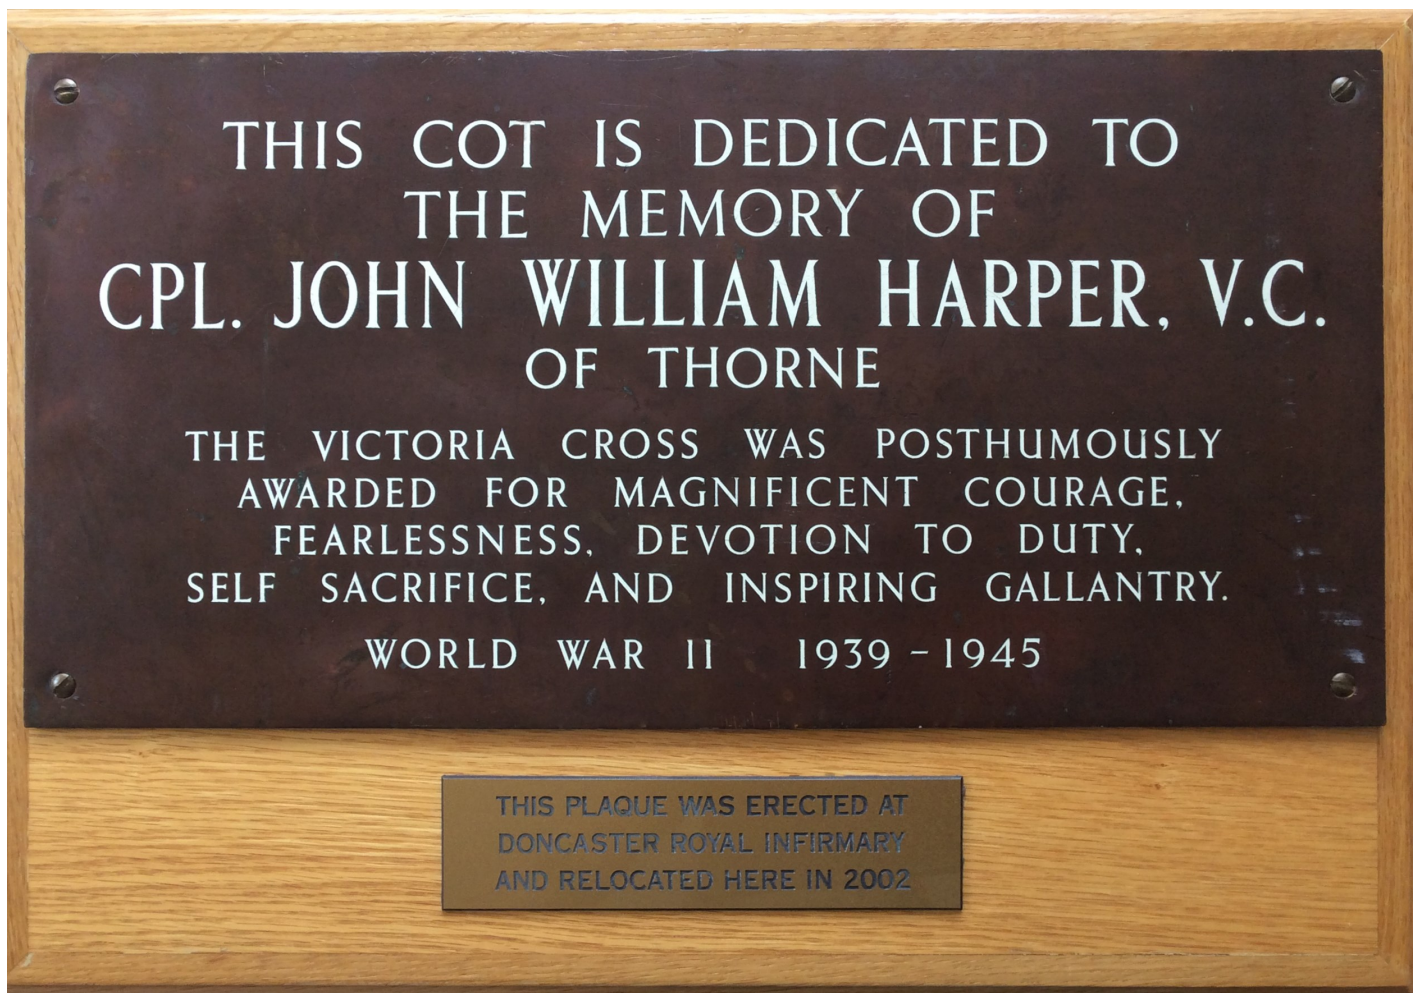 THIS COT IS DEDICATED TO
THE MEMORY OF
CPL. JOHN WILLIAM HARPER, V.C.
OF THORNE
THE VICTORIA CROSS WAS POSTHUMOUSLY
AWARDED FOR MAGNIFICENT COURAGE,
FEARLESSNESS, DEVOTION TO DUTY,
SELF SACRIFICE, AND INSPIRING GALLANTRY.
WORLD WAR II 1939 - 1945
THIS PLAQUE WAS ERECTED AT
DONCASTER ROYAL INFIRMARY
AND RELOCATED HERE IN 2002